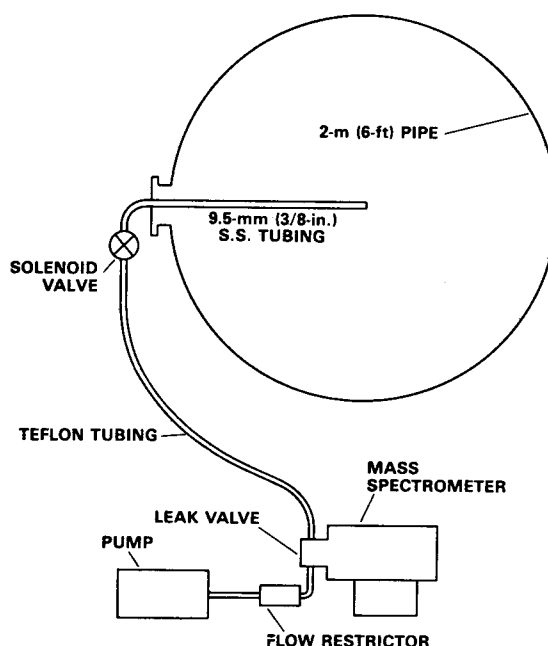 2-m (6-ft) PIPE
9.5-mm (3/8-in.)
S.S. TUBING
SOLENOID
VALVE
TEFLON TUBING
MASS
SPECTROMETER
LEAK VALVE
PUMP
FLOW RESTRICTOR